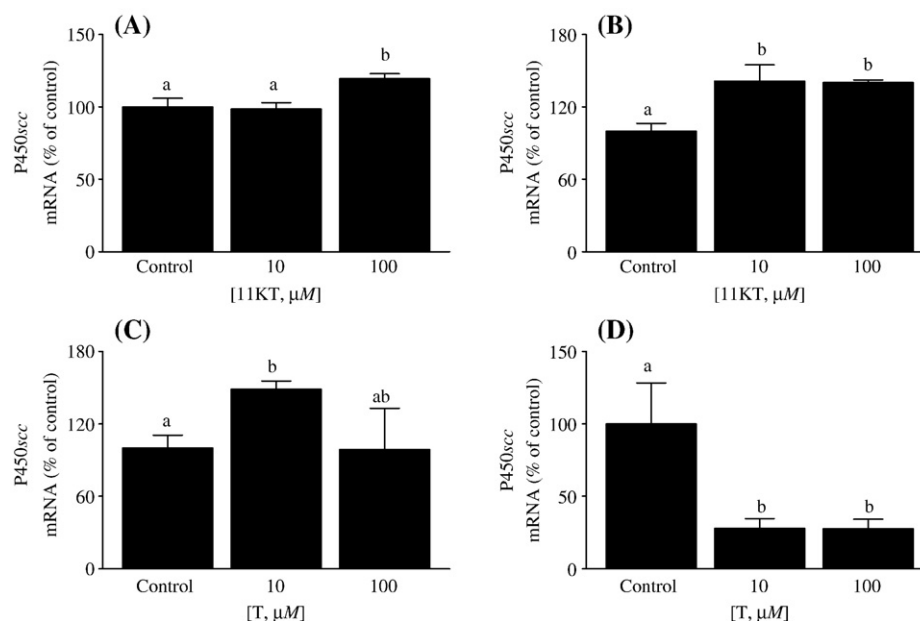 (A)
150
100
50
0
P450scc
mRNA (% of control)
a
a
b
Control
10
100
[11KT, μM]
(B)
180
120
60
0
P450scc
mRNA (% of control)
a
b
b
Control
10
100
[11KT, μM]
(C)
180
120
60
0
P450scc
mRNA (% of control)
a
b
ab
Control
10
100
[T, μM]
(D)
150
100
50
0
P450scc
mRNA (% of control)
a
b
b
Control
10
100
[T, μM]